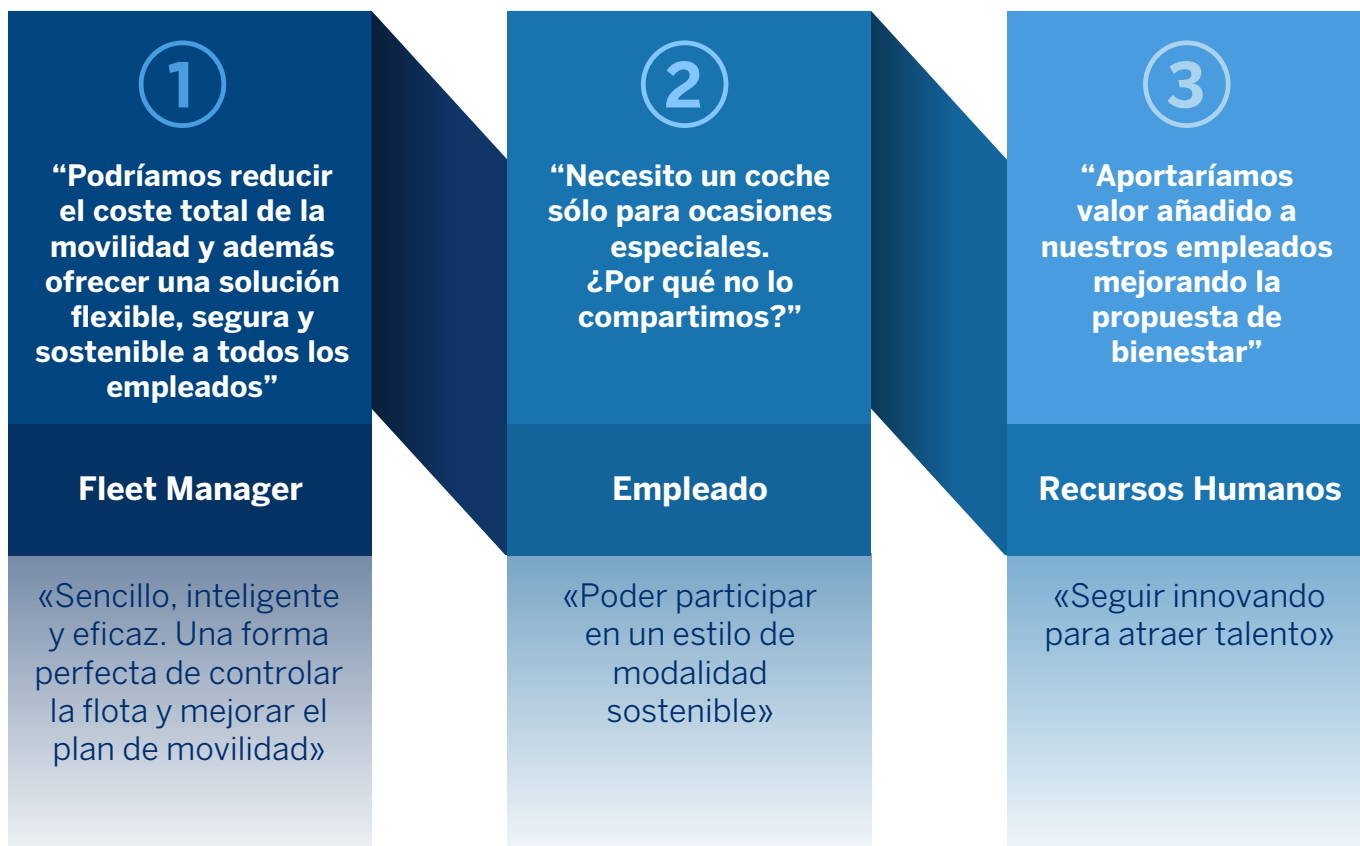 1
“Podríamos reducir
el coste total de la
movilidad y además
ofrecer una solución
flexible, segura y
sostenible a todos los
empleados”
Fleet Manager
«Sencillo, inteligente
y eficaz. Una forma
perfecta de controlar
la flota y mejorar el
plan de movilidad»
2
“Necesito un coche
sólo para ocasiones
especiales.
¿Por qué no lo
compartimos?”
Empleado
«Poder participar
en un estilo de
modalidad
sostenible»
3
“Aportaríamos
valor añadido a
nuestros empleados
mejorando la
propuesta de
bienestar”
Recursos Humanos
«Seguir innovando
para atraer talento»